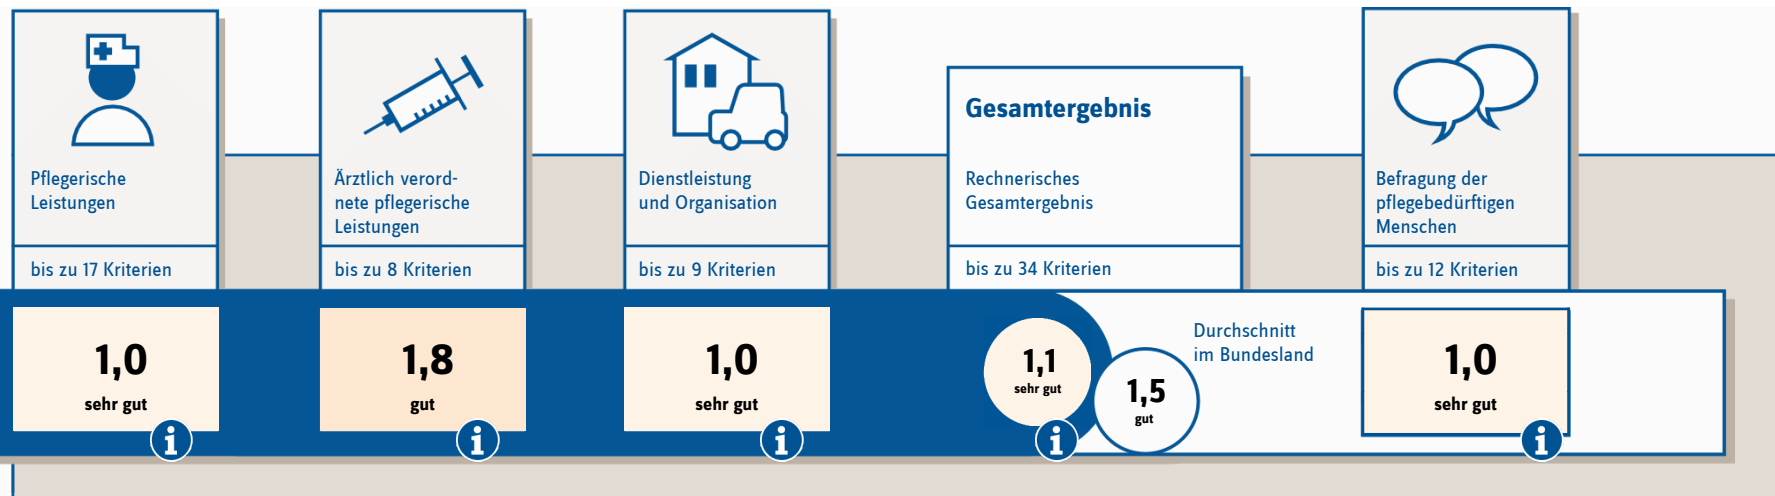 Pflegerische
Leistungen
bis zu 17 Kriterien
1,0
sehr gut
i
Ärztlich verord-
nete pflegerische
Leistungen
bis zu 8 Kriterien
1,8
gut
i
Dienstleistung
und Organisation
bis zu 9 Kriterien
1,0
sehr gut
i
Gesamtergebnis
Rechnerisches
Gesamtergebnis
bis zu 34 Kriterien
1,1
sehr gut
i
1,5
gut
Durchschnitt
im Bundesland
Befragung der
pflegebedürftigen
Menschen
bis zu 12 Kriterien
1,0
sehr gut
i